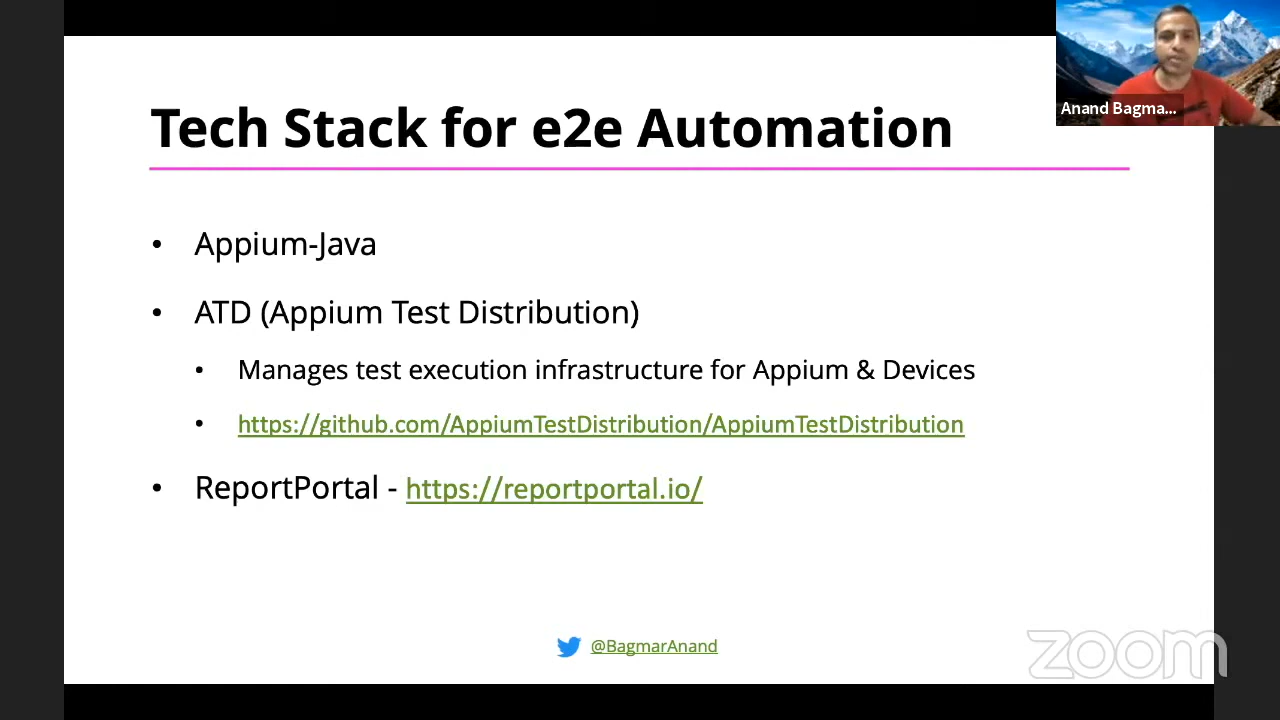 Tech Stack for e2e Automation
Anand Bagma...
• Appium-Java
• ATD (Appium Test Distribution)
• Manages test execution infrastructure for Appium & Devices
• https://github.com/AppiumTestDistribution/AppiumTestDistribution
• ReportPortal - https://reportportal.io/
@BagmarAnand
zoom